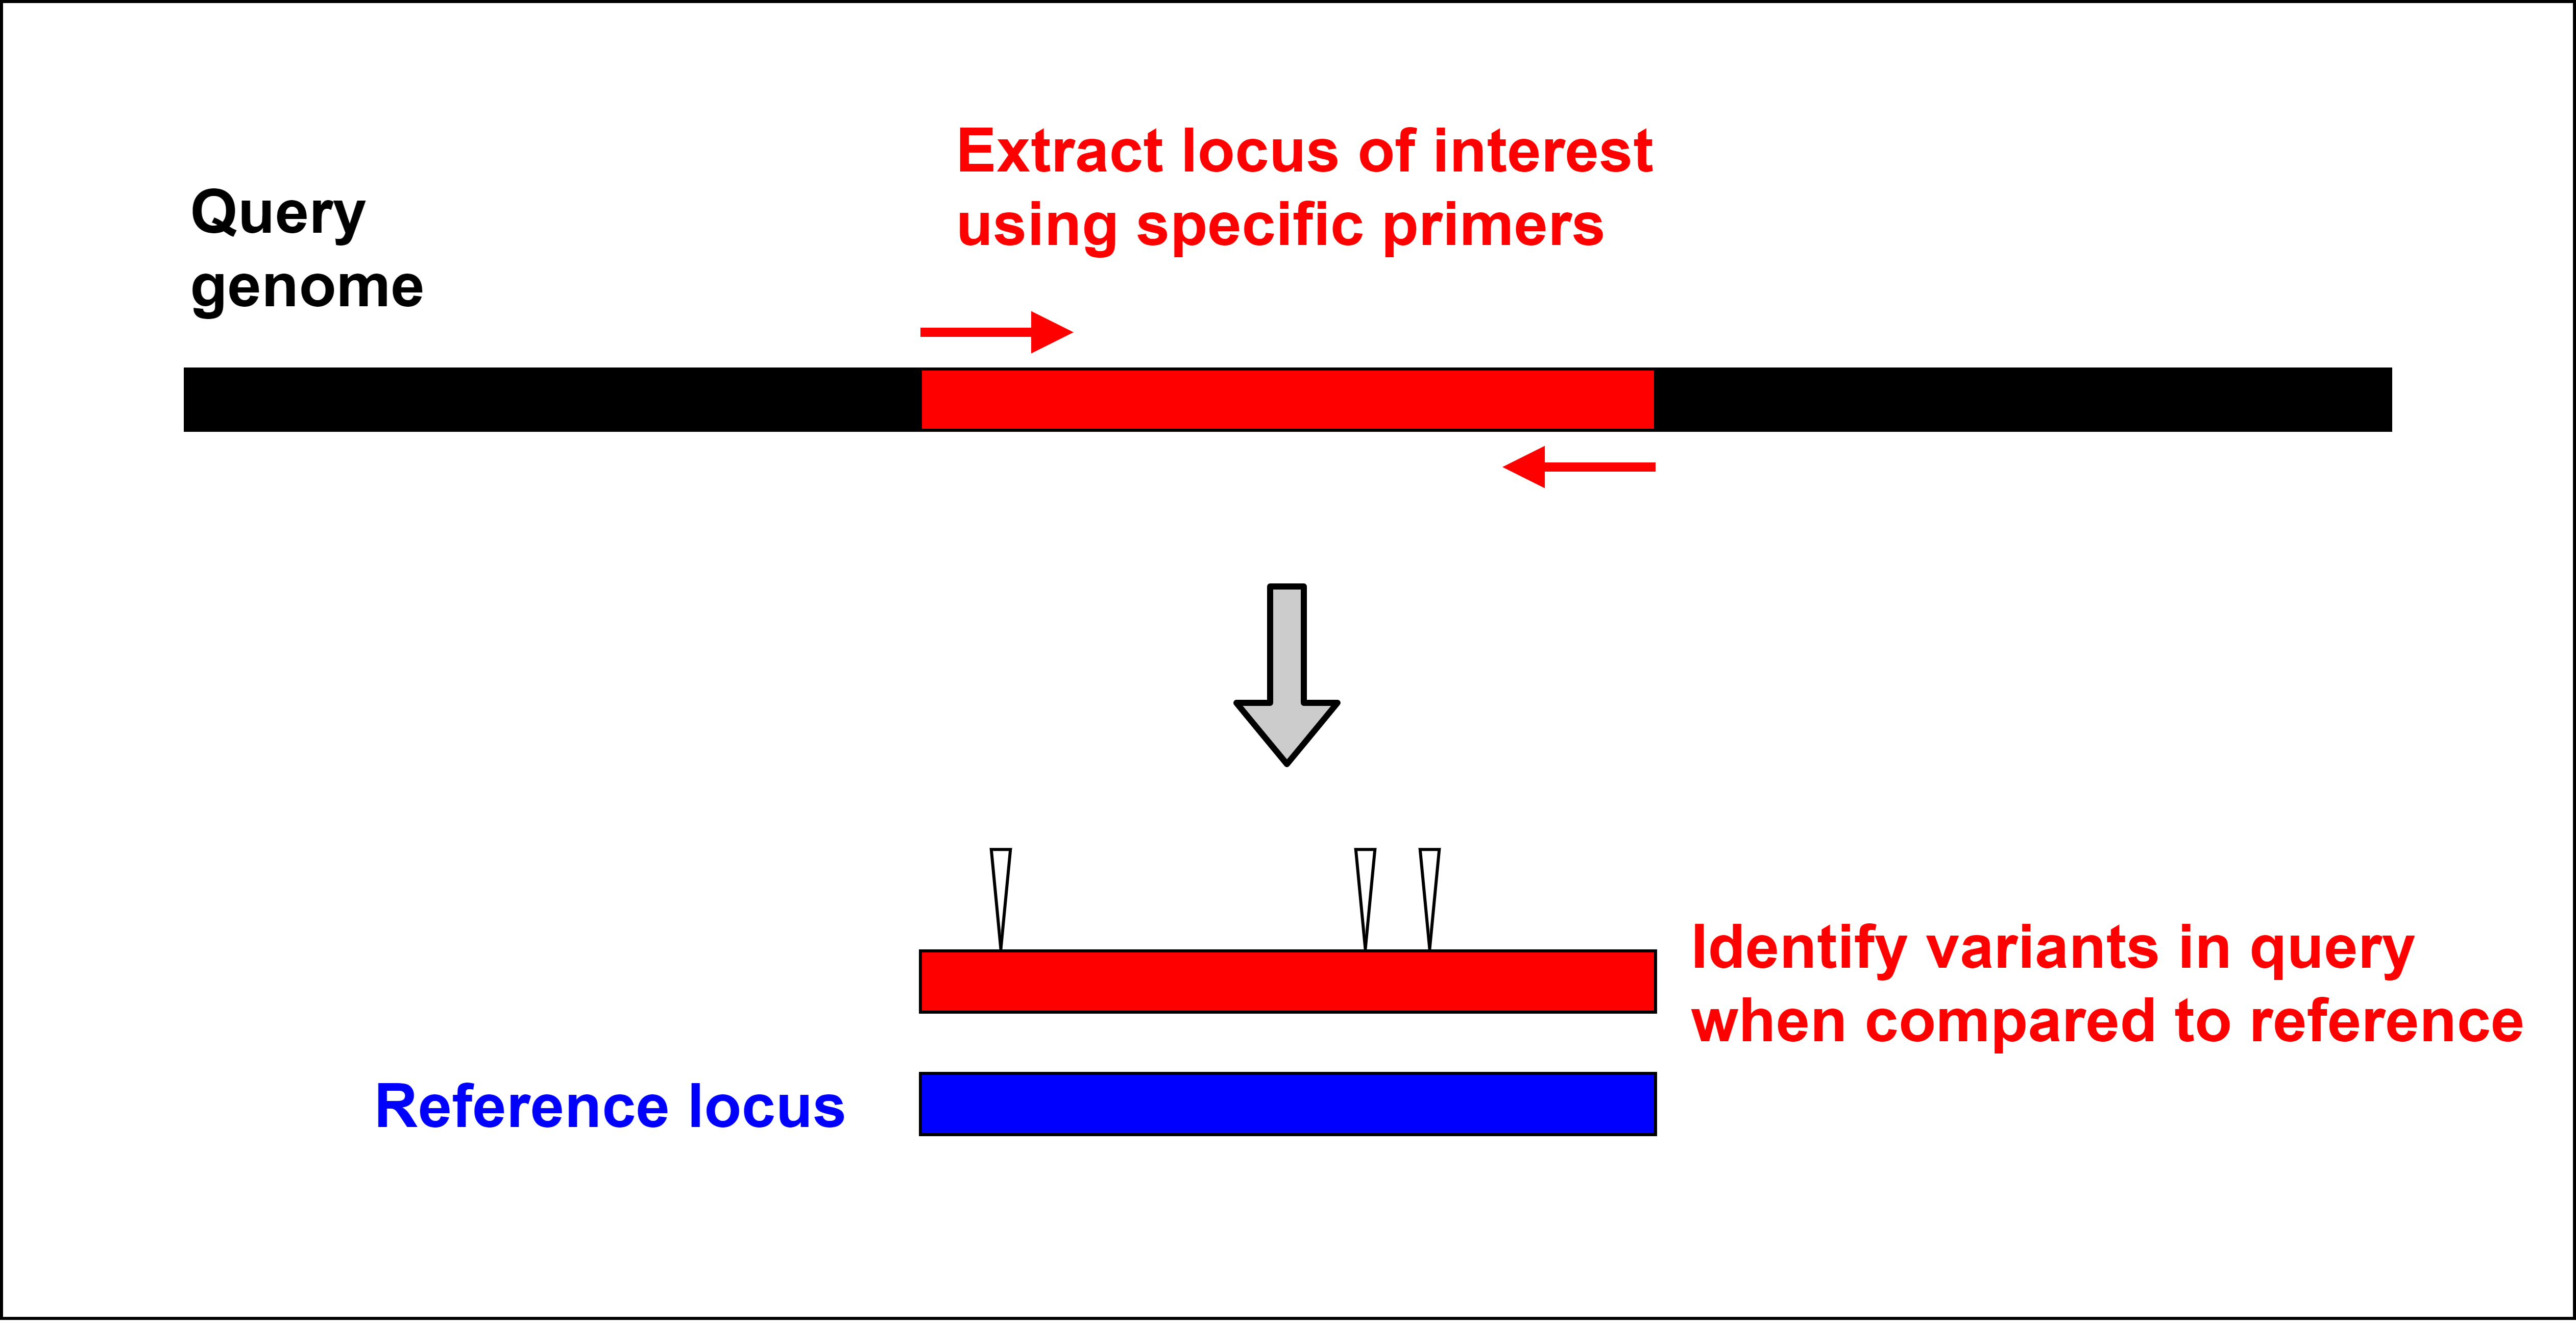 Extract locus of interest
using specific primers
Query
genome
Identify variants in query
when compared to reference
Reference locus